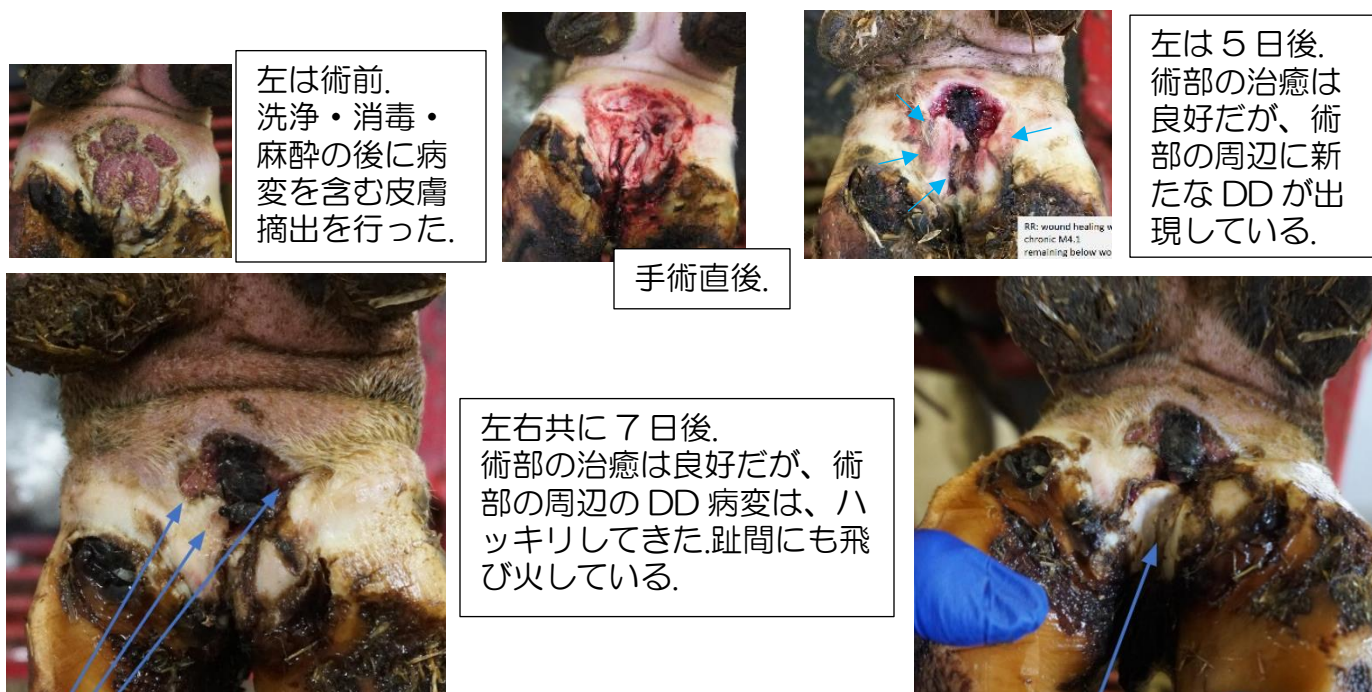 左は術前.
洗浄・消毒・
麻酔の後に病
変を含む皮膚
摘出を行った.
手術直後.
左は5日後.
術部の治癒は
良好だが、術
部の周辺に新
たなDDが出
現している.
RR: wound healing w
chronic M4.1
remaining below wo
左右共に7日後.
術部の治癒は良好だが、術
部の周辺のDD病変は、ハ
ッキリしてきた.趾間にも飛
び火している.